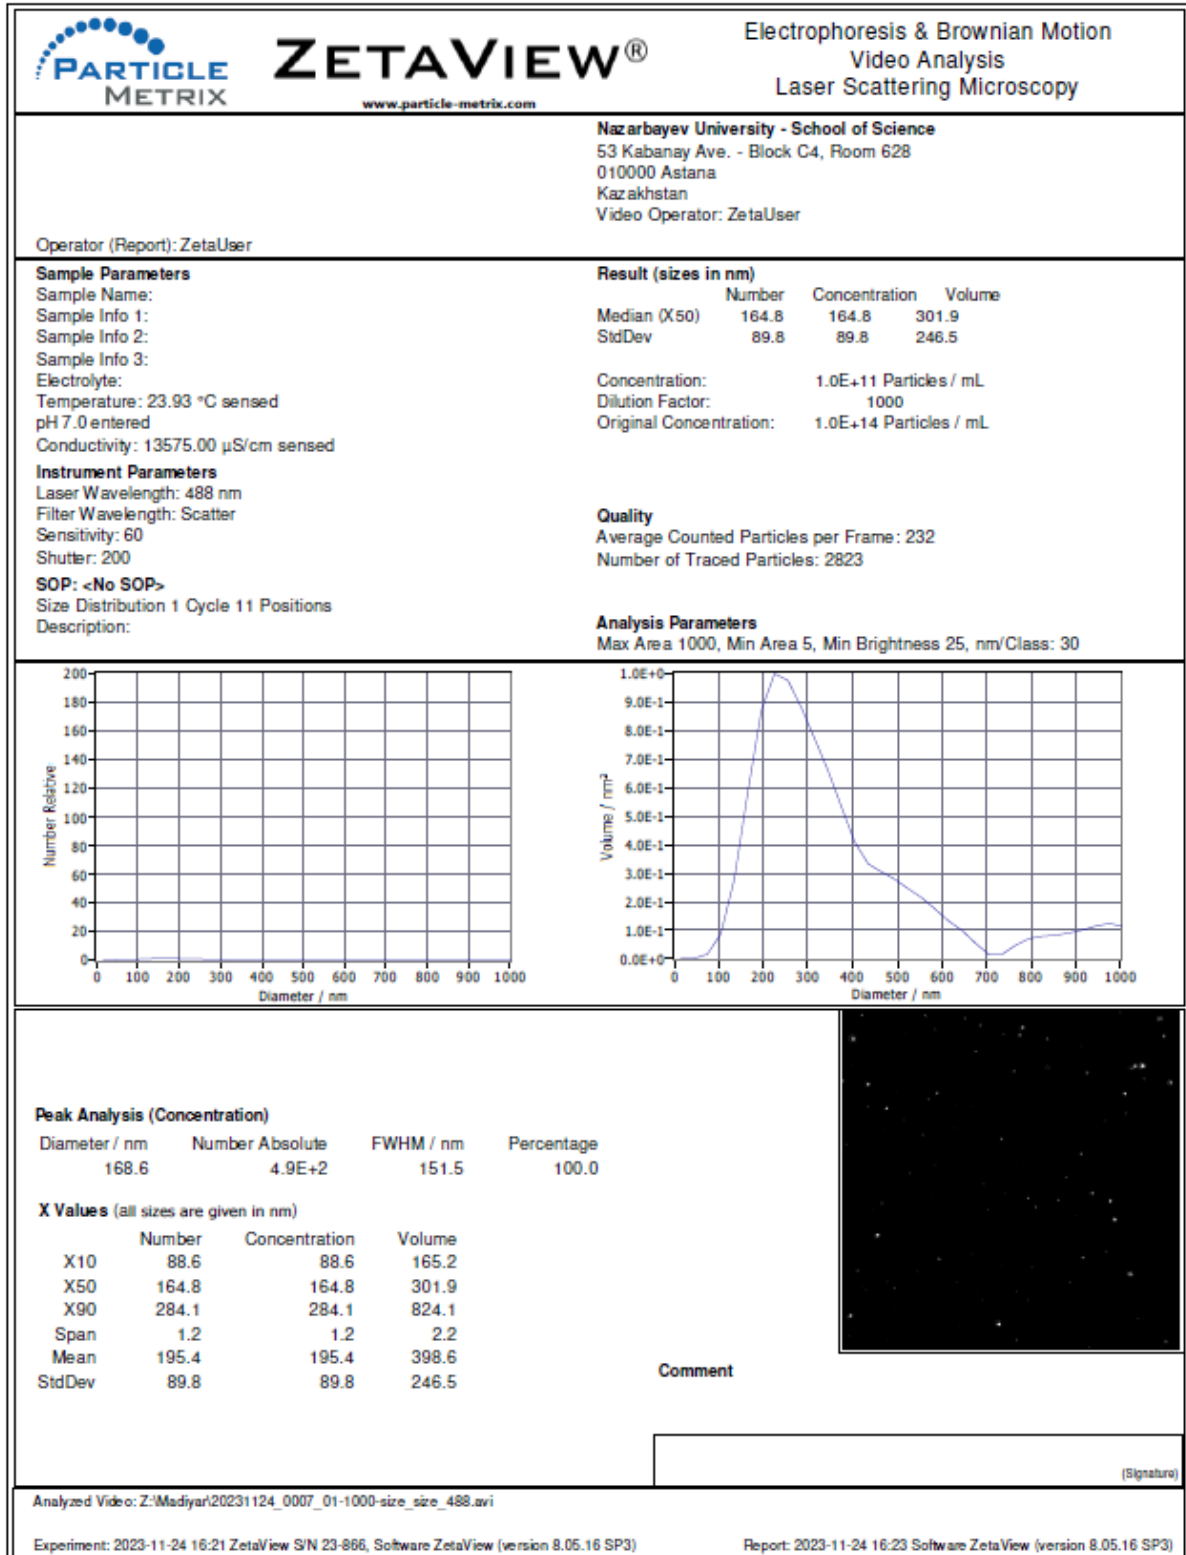 PARTICLE
METRIX
ZETAVIEW®
www.particle-metrix.com
Electrophoresis & Brownian Motion
Video Analysis
Laser Scattering Microscopy
Nazarbayev University - School of Science
53 Kabanay Ave. - Block C4, Room 628
010000 Astana
Kazakhstan
Video Operator: ZetaUser
Operator (Report): ZetaUser
Sample Parameters
Sample Name:
Sample Info 1:
Sample Info 2:
Sample Info 3:
Electrolyte:
Temperature: 23.93 °C sensed
pH 7.0 entered
Conductivity: 13575.00 µS/cm sensed
Instrument Parameters
Laser Wavelength: 488 nm
Filter Wavelength: Scatter
Sensitivity: 60
Shutter: 200
SOP: <No SOP>
Size Distribution 1 Cycle 11 Positions
Description:
Result (sizes in nm)
Number Concentration Volume
Median (X50) 164.8 164.8 301.9
StdDev 89.8 89.8 246.5
Concentration: 1.0E+11 Particles / mL
Dilution Factor: 1000
Original Concentration: 1.0E+14 Particles / mL
Quality
Average Counted Particles per Frame: 232
Number of Traced Particles: 2823
Analysis Parameters
Max Area 1000, Min Area 5, Min Brightness 25, nm/Class: 30
Number Relative
200
180
160
140
120
100
80
60
40
20
0
0 100 200 300 400 500 600 700 800 900 1000
Diameter / nm
Volume / nm²
1.0E+0
9.0E-1
8.0E-1
7.0E-1
6.0E-1
5.0E-1
4.0E-1
3.0E-1
2.0E-1
1.0E-1
0.0E+0
0 100 200 300 400 500 600 700 800 900 1000
Diameter / nm
Peak Analysis (Concentration)
Diameter / nm Number Absolute FWHM / nm Percentage
168.6 4.9E+2 151.5 100.0
X Values (all sizes are given in nm)
Number Concentration Volume
X10 88.6 88.6 165.2
X50 164.8 164.8 301.9
X90 284.1 284.1 824.1
Span 1.2 1.2 2.2
Mean 195.4 195.4 398.6
StdDev 89.8 89.8 246.5
Comment
(Signature)
Analyzed Video: Z:\Madiyar\20231124_0007_01-1000-size_size_488.avi
Experiment: 2023-11-24 16:21 ZetaView S/N 23-866, Software ZetaView (version 8.05.16 SP3)
Report: 2023-11-24 16:23 Software ZetaView (version 8.05.16 SP3)